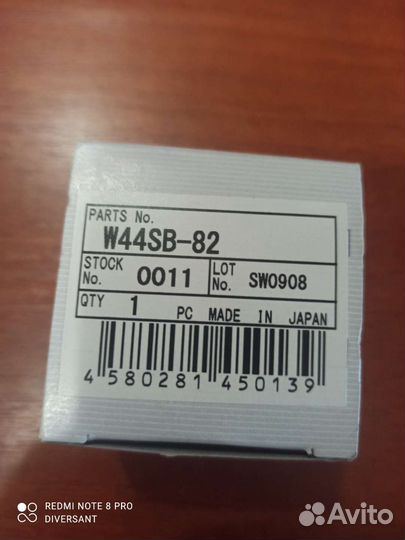 PARTS No.
W44SB-82
STOCK No. 0011 LOT No. SW0908
QTY 1 PC MADE IN JAPAN
4 580281 450139
REDMI NOTE 8 PRO
DIVERSANT
Avito